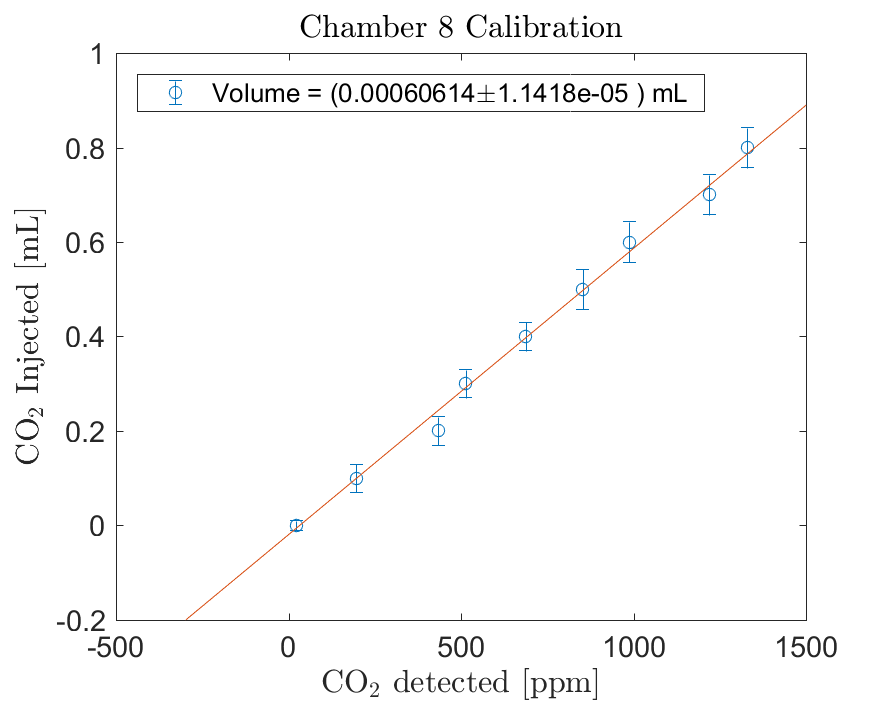 Chamber 8 Calibration
Volume = (0.00060614±1.1418e-05 ) mL
CO₂ Injected [mL]
1
0.8
0.6
0.4
0.2
0
-0.2
-500 0 500 1000 1500
CO₂ detected [ppm]